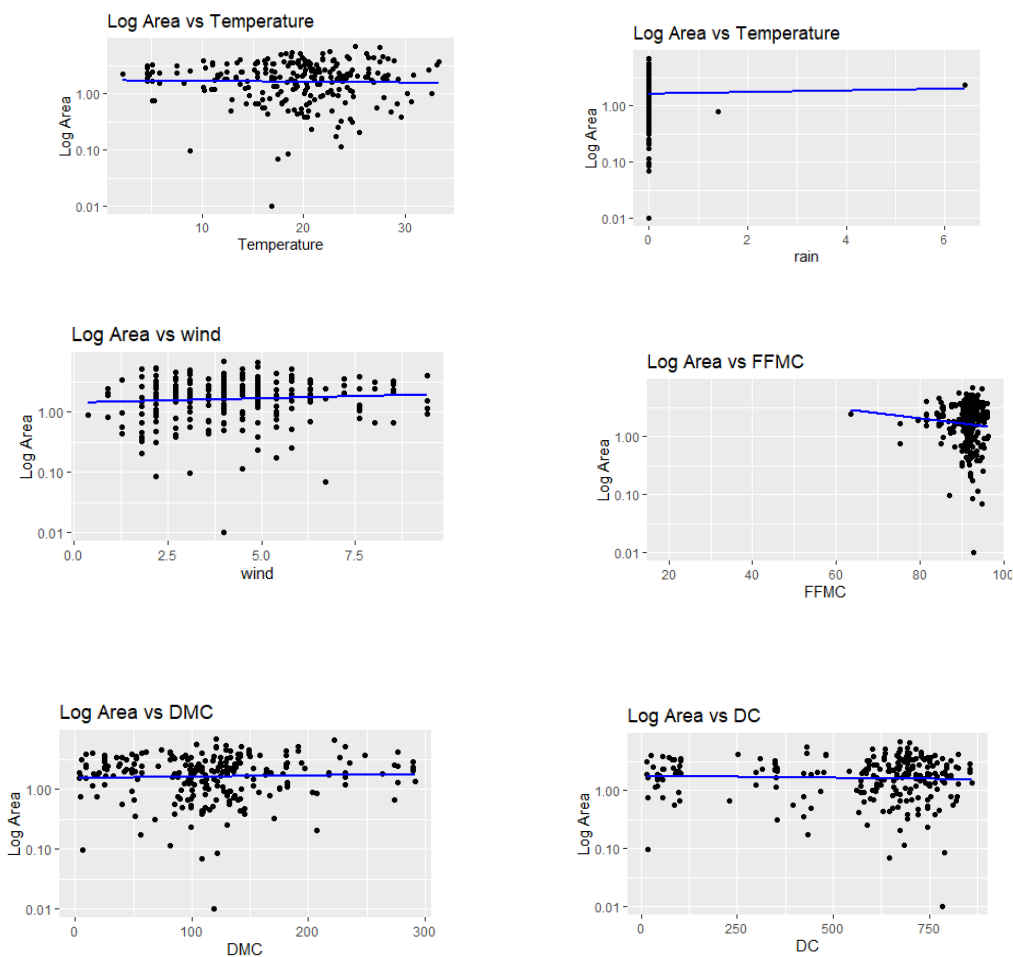 Log Area vs Temperature
Log Area
1.00
0.10
0.01
10 20 30
Temperature
Log Area vs Temperature
Log Area
1.00
0.10
0.01
0 2 4 6
rain
Log Area vs wind
Log Area
1.00
0.10
0.01
0.0 2.5 5.0 7.5
wind
Log Area vs FFMC
Log Area
1.00
0.10
0.01
20 40 60 80 100
FFMC
Log Area vs DMC
Log Area
1.00
0.10
0.01
0 100 200 300
DMC
Log Area vs DC
Log Area
1.00
0.10
0.01
0 250 500 750
DC